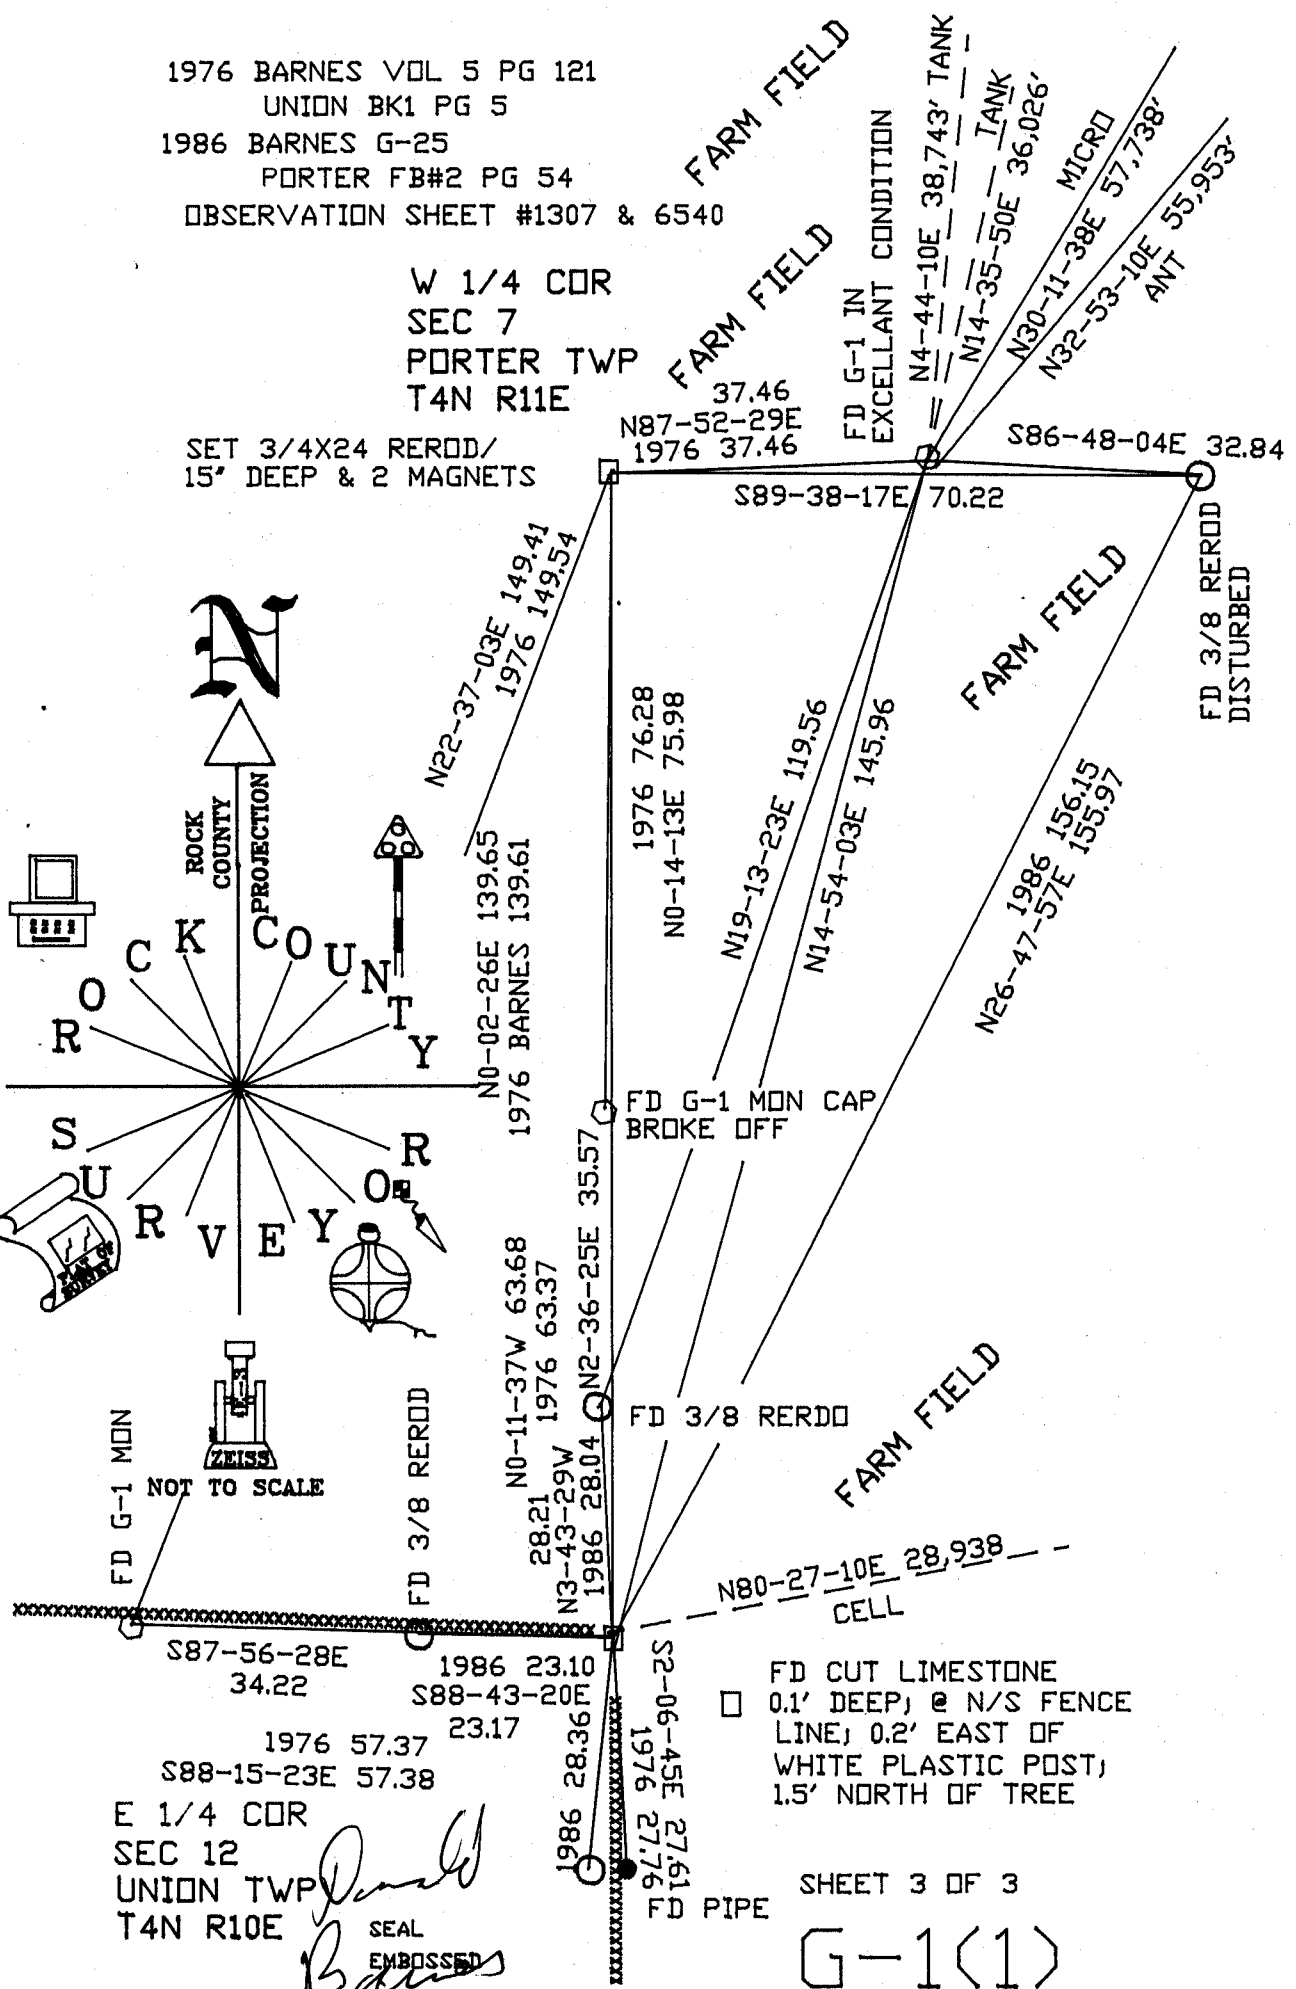 1976 BARNES VOL 5 PG 121
UNION BK1 PG 5
1986 BARNES G-25
PORTER FB#2 PG 54
OBSERVATION SHEET #1307 & 6540
W 1/4 COR
SEC 7
PORTER TWP
T4N R11E
SET 3/4X24 REROD/
15" DEEP & 2 MAGNETS
FARM FIELD
FARM FIELD
FD G-1 IN
EXCELLANT CONDITION
N4-44-10E 38,743' TANK
TANK
N14-35-50E 36,026'
MICRO
N30-11-38E 57,738'
N32-53-10E 55,953'
ANT
37.46
N87-52-29E
1976 37.46
S86-48-04E 32.84
S89-38-17E 70.22
FD 3/8 REROD
DISTURBED
FARM FIELD
N22-37-03E 149.41
1976 149.54
1976 76.28
N0-14-13E 75.98
N19-13-23E 119.56
N14-54-03E 145.96
1986 156.15
N26-47-57E 155.97
N
ROCK
COUNTY
PROJECTION
ROCK COUNTY
SURVEYOR
N0-02-26E 139.65
1976 BARNES 139.61
FD G-1 MON CAP
BROKE OFF
PLAT OF
SURVEY
N2-36-25E 35.57
N0-11-37W 63.68
1976 63.37
ZEISS
NOT TO SCALE
FD G-1 MON
FD 3/8 REROD
FD 3/8 RERDO
28.21
N3-43-29W
1986 28.04
FARM FIELD
N80-27-10E 28,938
CELL
S87-56-28E
34.22
1986 23.10
S88-43-20E
23.17
1976 57.37
S88-15-23E 57.38
1986 28.36
S2-06-45E 27.61
1976 27.76
FD PIPE
FD CUT LIMESTONE
0.1' DEEP; @ N/S FENCE
LINE; 0.2' EAST OF
WHITE PLASTIC POST;
1.5' NORTH OF TREE
E 1/4 COR
SEC 12
UNION TWP
T4N R10E
Donald
Barnes
SEAL
EMBOSSED
SHEET 3 OF 3
G-1(1)